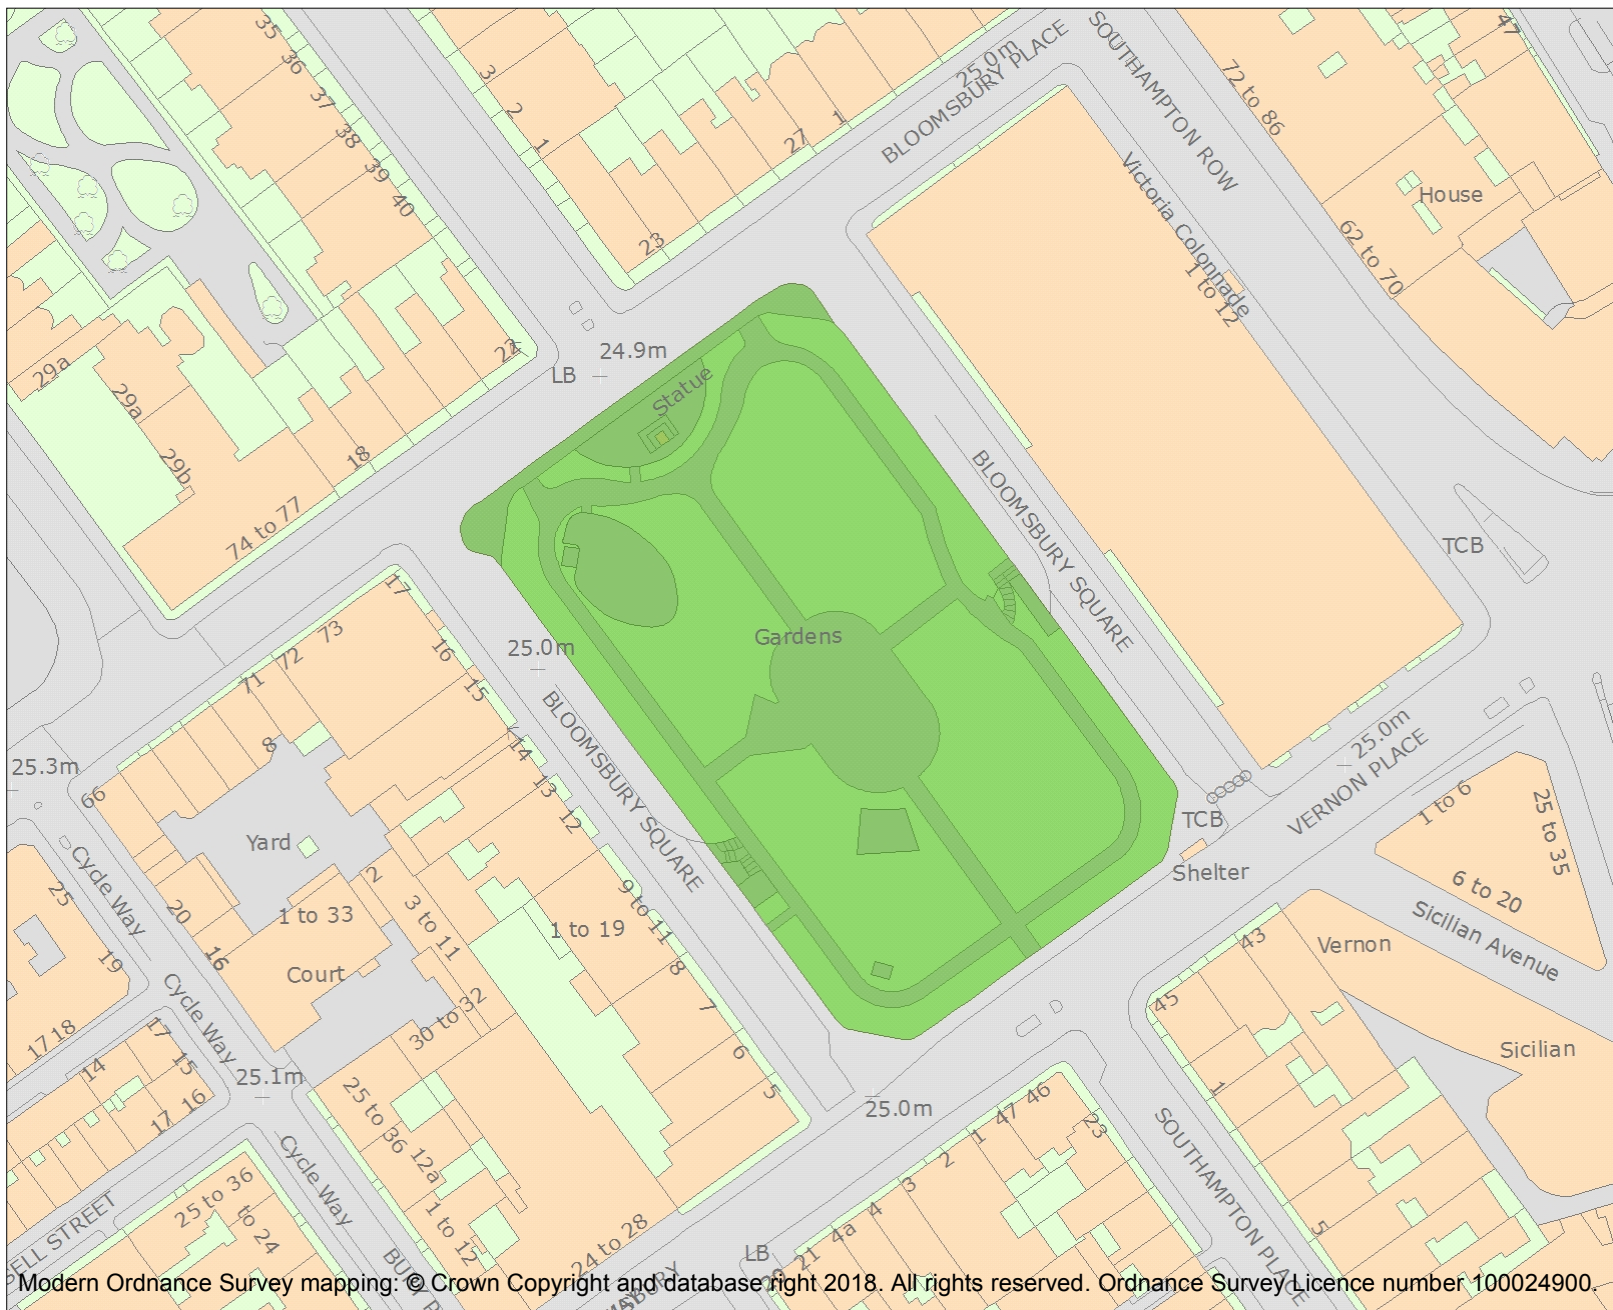 35
36
37
38
39
40
3
2
1
23
27
1
25.0m
BLOOMSBURY PLACE
SOUTHAMPTON ROW
72 to 86
47
House
62 to 70
Victoria Colonnade
1 to 12
29a
29a
29b
22
18
74 to 77
LB
24.9m
Statue
BLOOMSBURY SQUARE
TCB
Gardens
17
73
72
71
16
15
25.0m
14
13
12
8
66
25.3m
Yard
BLOOMSBURY SQUARE
25.0m
VERNON PLACE
TCB
Shelter
1 to 6
25 to 35
6 to 20
Sicilian Avenue
Cycle Way
25
19
20
16
2
1 to 33
3 to 11
Court
9 to 11
1 to 19
8
7
6
5
43
Vernon
45
Sicilian
Cycle Way
17 18
17
15
14
16
17
30 to 32
25.1m
25 to 36
12a
1 to 12
25.0m
46
47
1
2
3
4
4a
21
20
23
1
5
SOUTHAMPTON PLACE
Cycle Way
25 to 36
to 24
SELL STREET
24 to 28
LB
Modern Ordnance Survey mapping: © Crown Copyright and database right 2018. All rights reserved. Ordnance Survey Licence number 100024900.